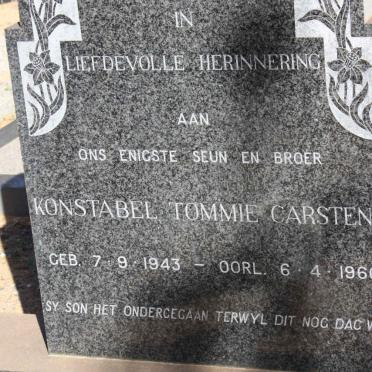 IN
LIEFDEVOLLE HERINNERING
AAN
ONS ENIGSTE SEUN EN BROER
KONSTABEL TOMMIE CARSTEN
GEB. 7-9-1943 – OORL. 6-4-1960
SY SON HET ONDERGEGAAN TERWYL DIT NOG DAG W